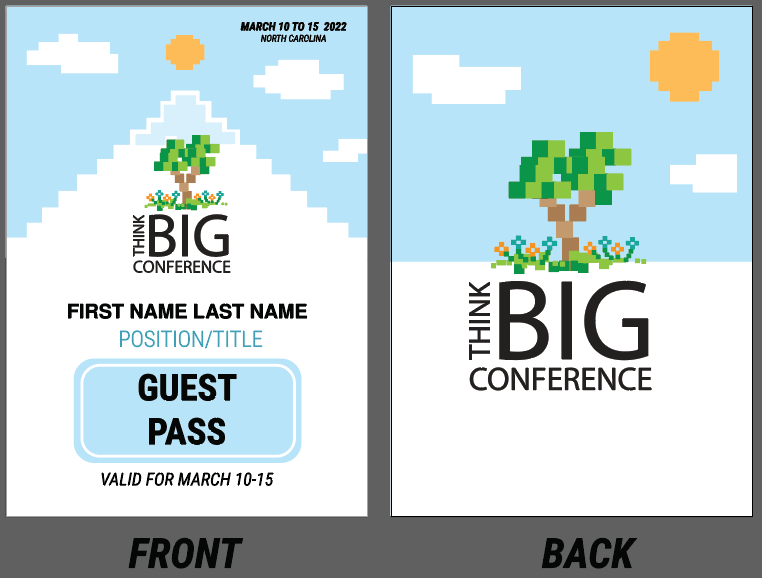 MARCH 10 TO 15 2022
NORTH CAROLINA
THINK
BIG
CONFERENCE
FIRST NAME LAST NAME
POSITION/TITLE
GUEST
PASS
VALID FOR MARCH 10-15
FRONT
THINK
BIG
CONFERENCE
BACK